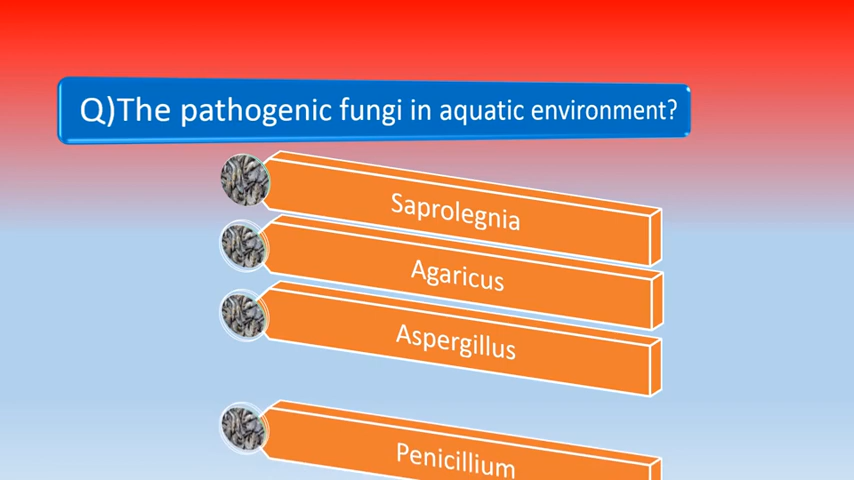 Q)The pathogenic fungi in aquatic environment?
Saprolegnia
Agaricus
Aspergillus
Penicillium